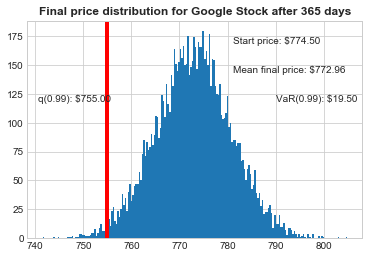 Final price distribution for Google Stock after 365 days
175
150
125
100
75
50
25
0
Start price: $774.50
Mean final price: $772.96
q(0.99): $755.00
VaR(0.99): $19.50
740 750 760 770 780 790 800